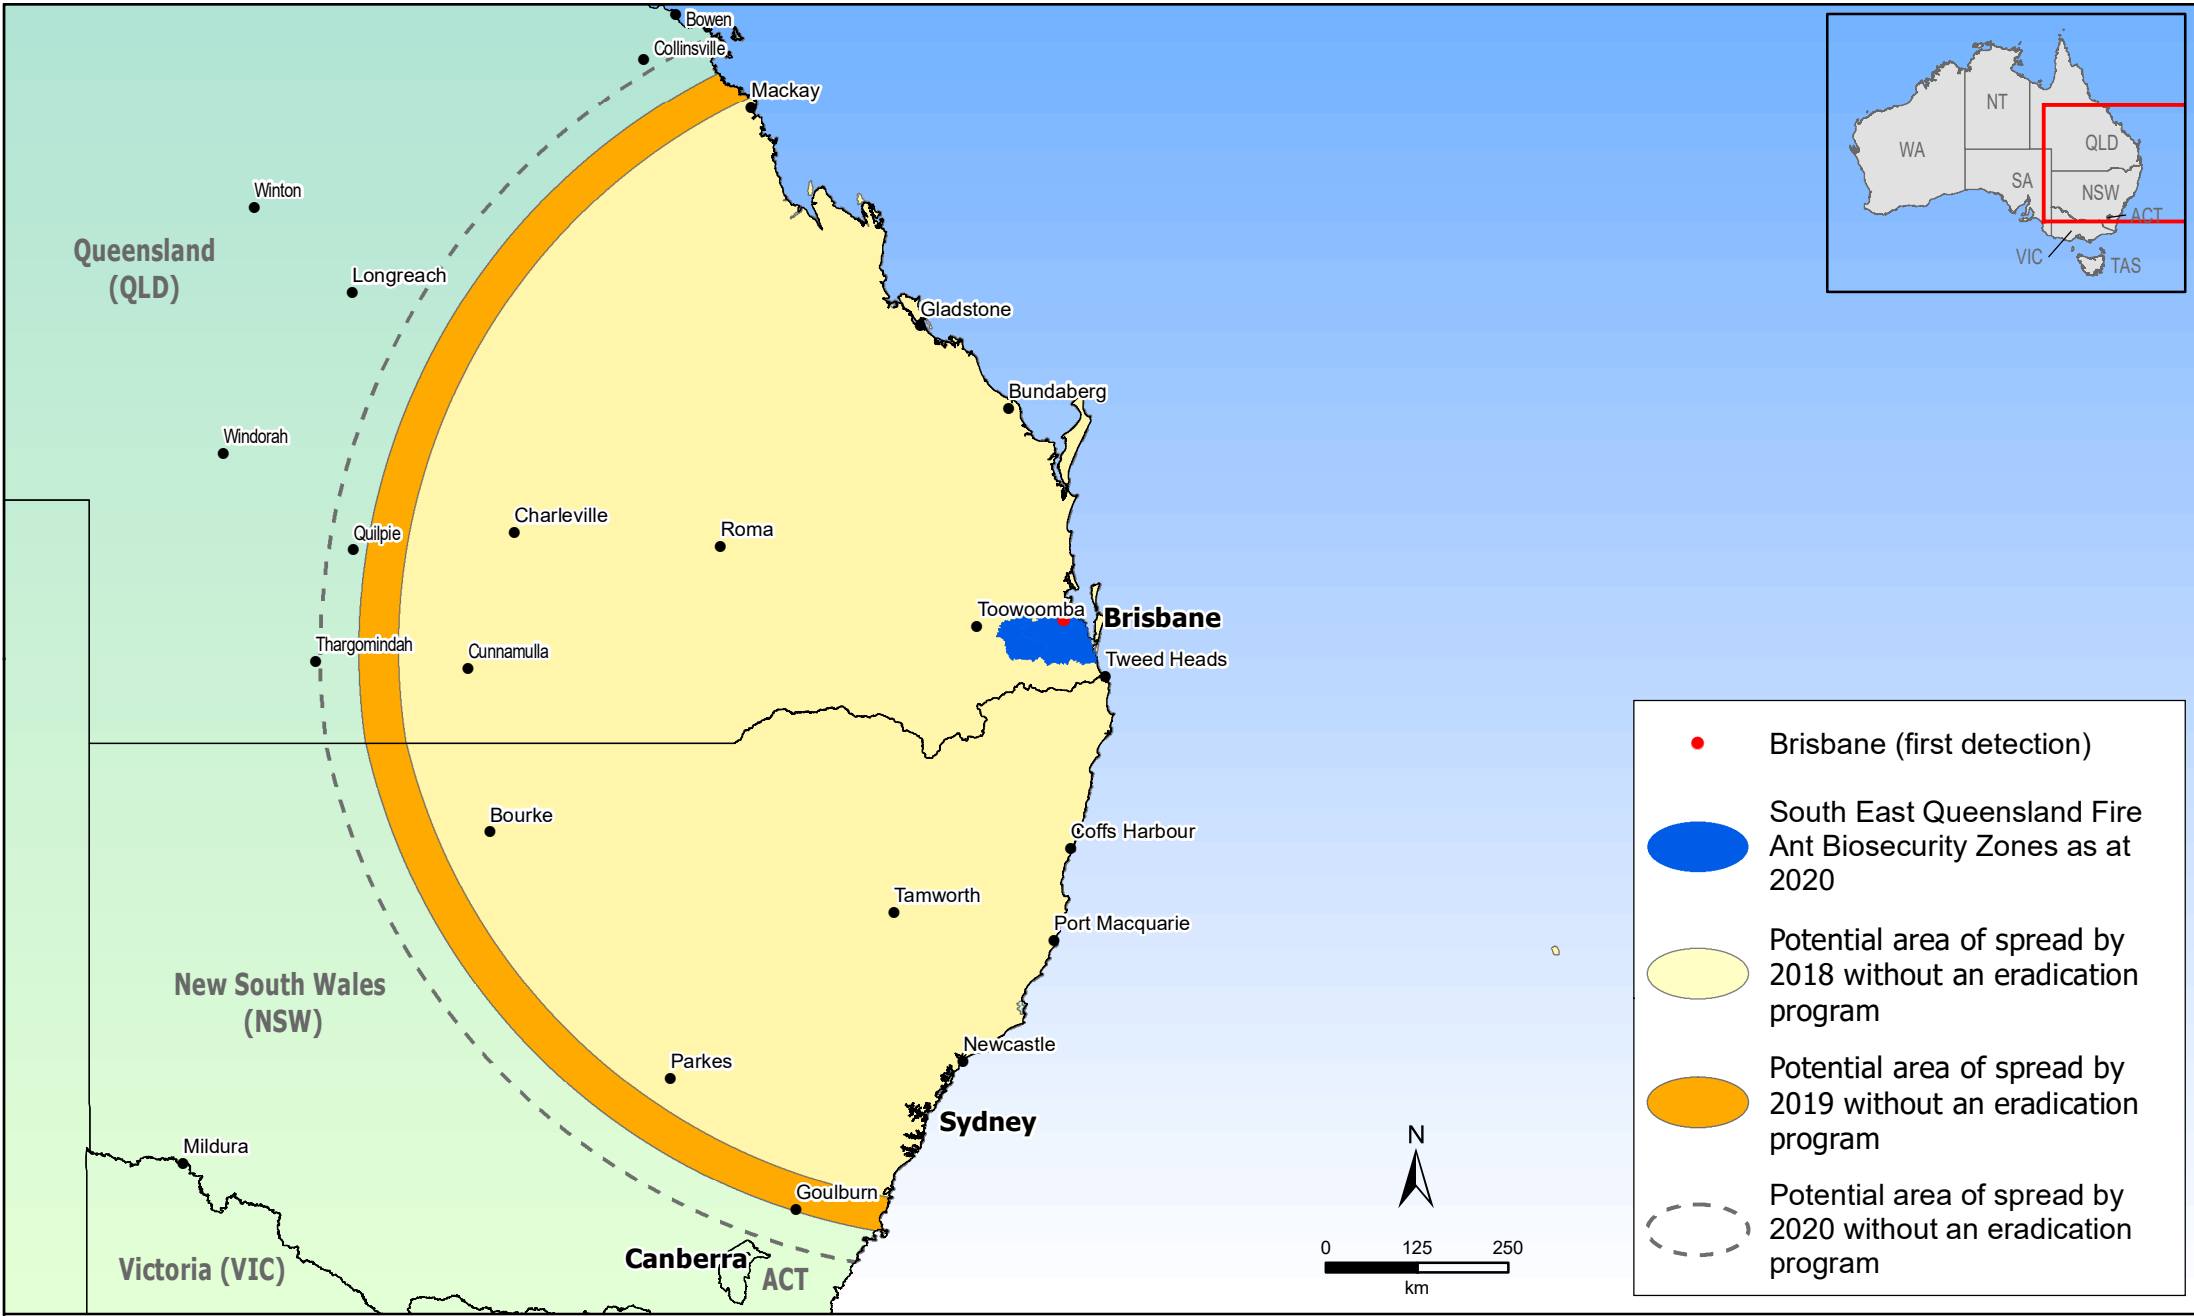 Bowen
Collinsville
Mackay
Winton
Queensland
(QLD)
Longreach
Gladstone
Bundaberg
Windorah
Charleville
Roma
Quilpie
Toowoomba
Brisbane
Thargomindah
Cunnamulla
Tweed Heads
Bourke
Coffs Harbour
Tamworth
Port Macquarie
New South Wales
(NSW)
Newcastle
Parkes
Sydney
Mildura
Goulburn
Canberra
ACT
Victoria (VIC)
NT
QLD
WA
SA
NSW
ACT
VIC
TAS
Brisbane (first detection)
South East Queensland Fire
Ant Biosecurity Zones as at
2020
Potential area of spread by
2018 without an eradication
program
Potential area of spread by
2019 without an eradication
program
Potential area of spread by
2020 without an eradication
program
N
0 125 250
km